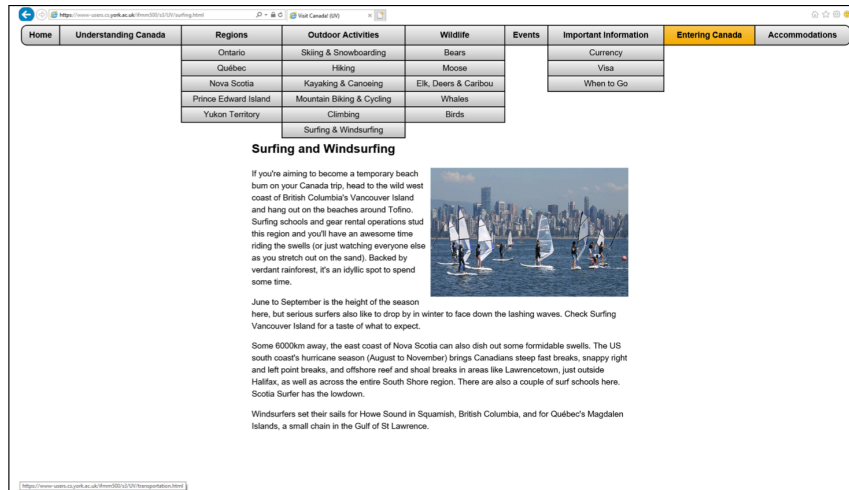 https://www-users.cs.york.ac.uk/ifmm500/s3/UV/surfing.html
Visit Canada! (UV)
Home Understanding Canada Regions Outdoor Activities Wildlife Events Important Information Entering Canada Accommodations
Ontario Skiing & Snowboarding Bears Currency
Québec Hiking Moose Visa
Nova Scotia Kayaking & Canoeing Elk, Deers & Caribou When to Go
Prince Edward Island Mountain Biking & Cycling Whales
Yukon Territory Climbing Birds
Surfing & Windsurfing
Surfing and Windsurfing
If you're aiming to become a temporary beach
bum on your Canada trip, head to the wild west
coast of British Columbia's Vancouver Island
and hang out on the beaches around Tofino.
Surfing schools and gear rental operations stud
this region and you'll have an awesome time
riding the swells (or just watching everyone else
as you stretch out on the sand). Backed by
verdant rainforest, it's an idyllic spot to spend
some time.
June to September is the height of the season
here, but serious surfers also like to drop by in winter to face down the lashing waves. Check Surfing
Vancouver Island for a taste of what to expect.
Some 6000km away, the east coast of Nova Scotia can also dish out some formidable swells. The US
south coast's hurricane season (August to November) brings Canadians steep fast breaks, snappy right
and left point breaks, and offshore reef and shoal breaks in areas like Lawrencetown, just outside
Halifax, as well as across the entire South Shore region. There are also a couple of surf schools here.
Scotia Surfer has the lowdown.
Windsurfers set their sails for Howe Sound in Squamish, British Columbia, and for Québec's Magdalen
Islands, a small chain in the Gulf of St Lawrence.
https://www-users.cs.york.ac.uk/ifmm500/s3/UV/transportation.html